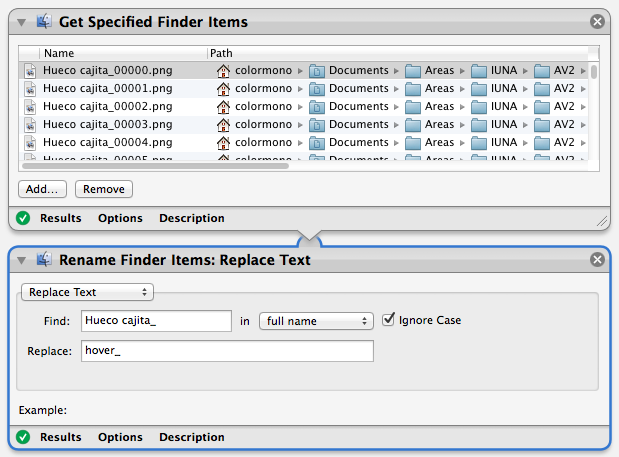 Get Specified Finder Items
Name Path
Hueco cajita_00000.png colormono Documents Areas IUNA AV2
Hueco cajita_00001.png colormono Documents Areas IUNA AV2
Hueco cajita_00002.png colormono Documents Areas IUNA AV2
Hueco cajita_00003.png colormono Documents Areas IUNA AV2
Hueco cajita_00004.png colormono Documents Areas IUNA AV2
Hueco cajita_00005.png colormono Documents Areas IUNA AV2
Add... Remove
Results Options Description
Rename Finder Items: Replace Text
Replace Text
Find: Hueco cajita_ in full name Ignore Case
Replace: hover_
Example:
Results Options Description